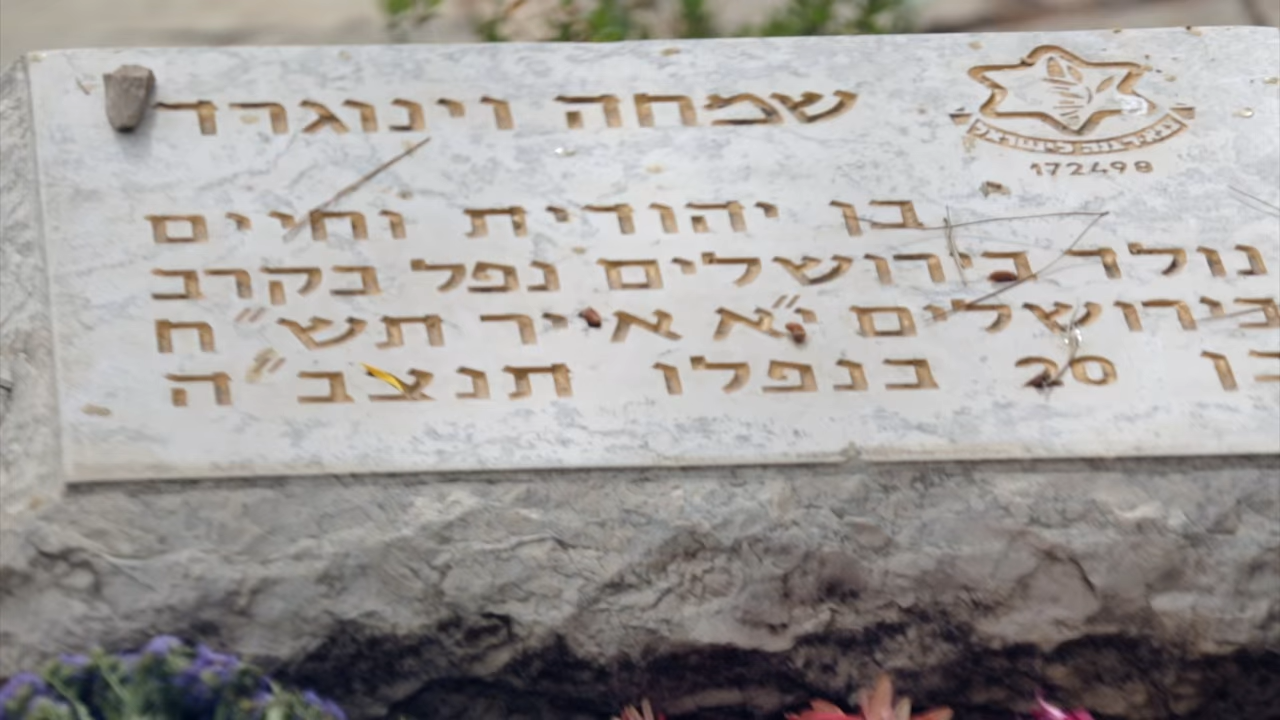 שמחה וינוגרד
צבא הגנה לישראל
172498
בן יהודית וחיים
נולד בירושלים נפל בקרב
בירושלים י"א אייר תש"ח
בן 20 בנפלו תנצב"ה